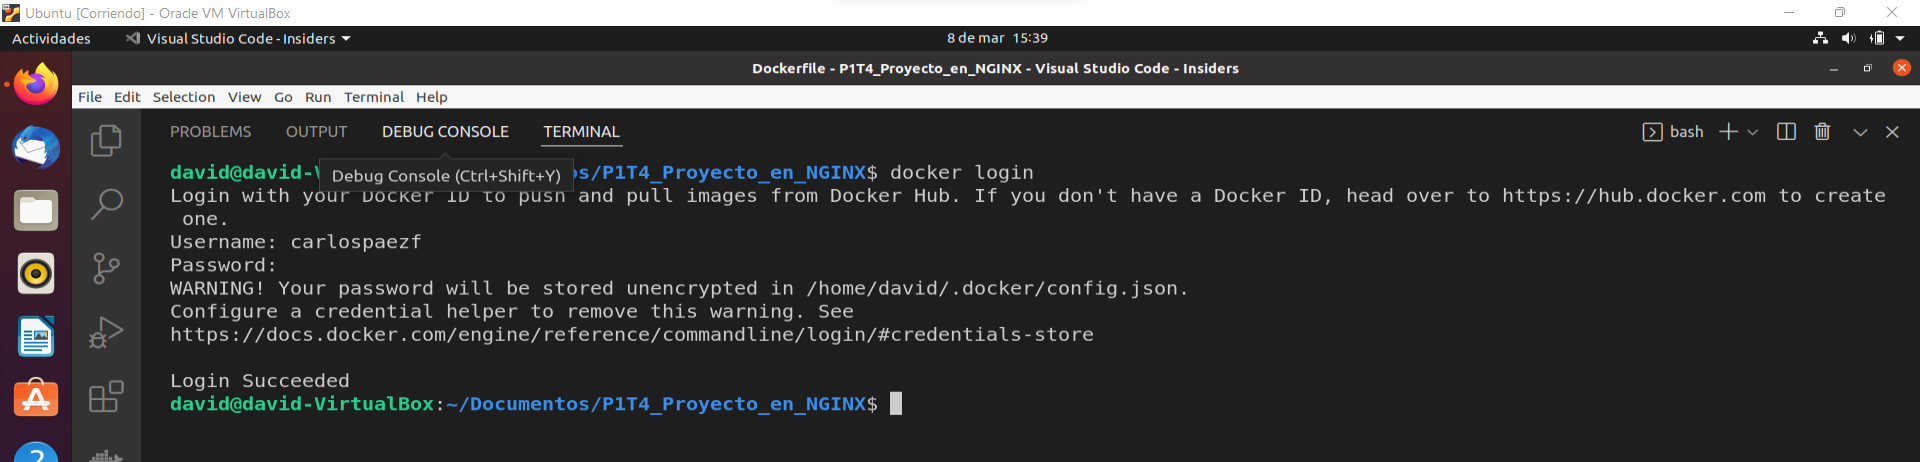 Ubuntu [Corriendo] - Oracle VM VirtualBox
Actividades Visual Studio Code - Insiders 8 de mar 15:39
Dockerfile - P1T4_Proyecto_en_NGINX - Visual Studio Code - Insiders
File Edit Selection View Go Run Terminal Help
PROBLEMS OUTPUT DEBUG CONSOLE TERMINAL bash
david@david- os/P1T4_Proyecto_en_NGINX$ docker login
Debug Console (Ctrl+Shift+Y)
Login with your Docker ID to push and pull images from Docker Hub. If you don't have a Docker ID, head over to https://hub.docker.com to create
one.
Username: carlospaezf
Password:
WARNING! Your password will be stored unencrypted in /home/david/.docker/config.json.
Configure a credential helper to remove this warning. See
https://docs.docker.com/engine/reference/commandline/login/#credentials-store
Login Succeeded
david@david-VirtualBox:~/Documentos/P1T4_Proyecto_en_NGINX$